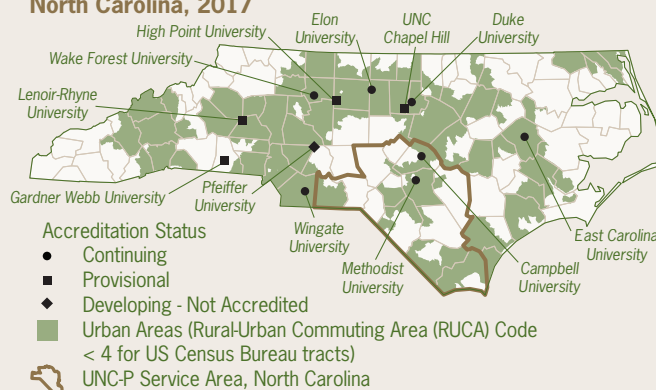 North Carolina, 2017
High Point University
Elon
University
UNC
Chapel Hill
Duke
University
Wake Forest University
Lenoir-Rhyne
University
Gardner Webb University
Pfeiffer
University
Wingate
University
Methodist
University
Campbell
University
East Carolina
University
Accreditation Status
Continuing
Provisional
Developing - Not Accredited
Urban Areas (Rural-Urban Commuting Area (RUCA) Code
< 4 for US Census Bureau tracts)
UNC-P Service Area, North Carolina